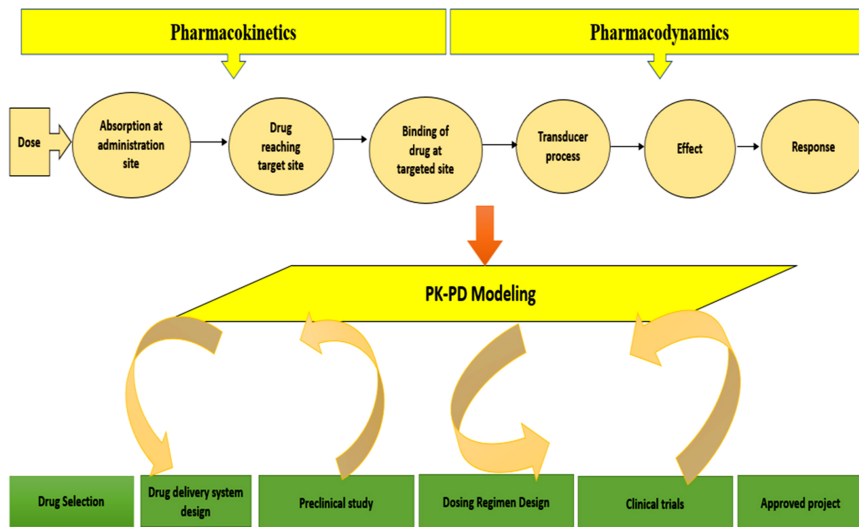 Pharmacokinetics
Pharmacodynamics
Dose
Absorption at
administration
site
Drug
reaching
target site
Binding of
drug at
targeted site
Transducer
process
Effect
Response
PK-PD Modeling
Drug Selection
Drug delivery system
design
Preclinical study
Dosing Regimen Design
Clinical trials
Approved project